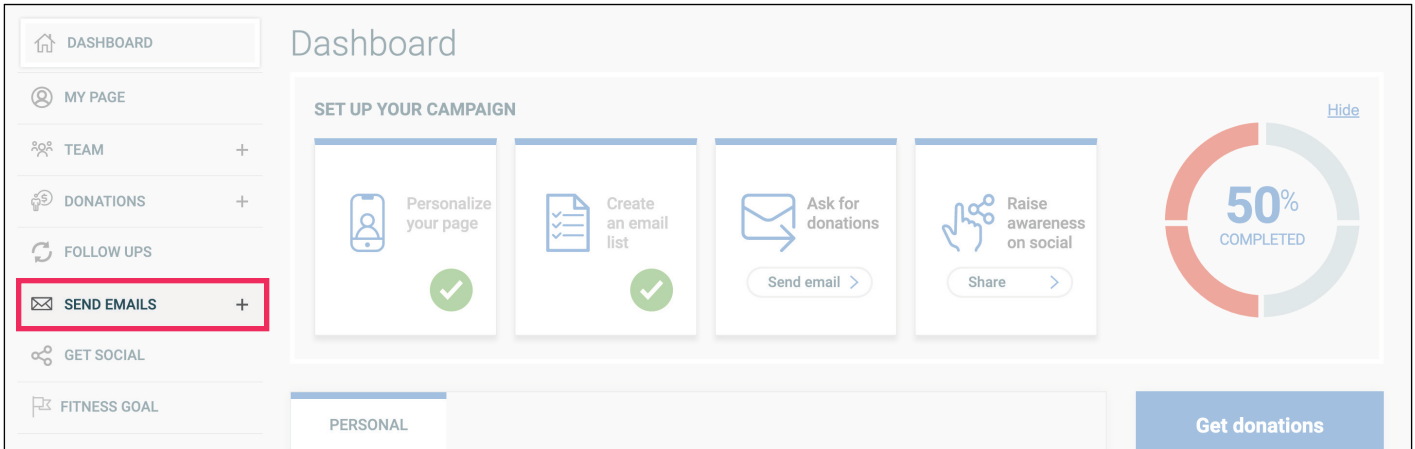 DASHBOARD
MY PAGE
TEAM +
DONATIONS +
FOLLOW UPS
SEND EMAILS +
GET SOCIAL
FITNESS GOAL
Dashboard
SET UP YOUR CAMPAIGN
Hide
Personalize
your page
Create
an email
list
Ask for
donations
Send email >
Raise
awareness
on social
Share >
50%
COMPLETED
PERSONAL
Get donations